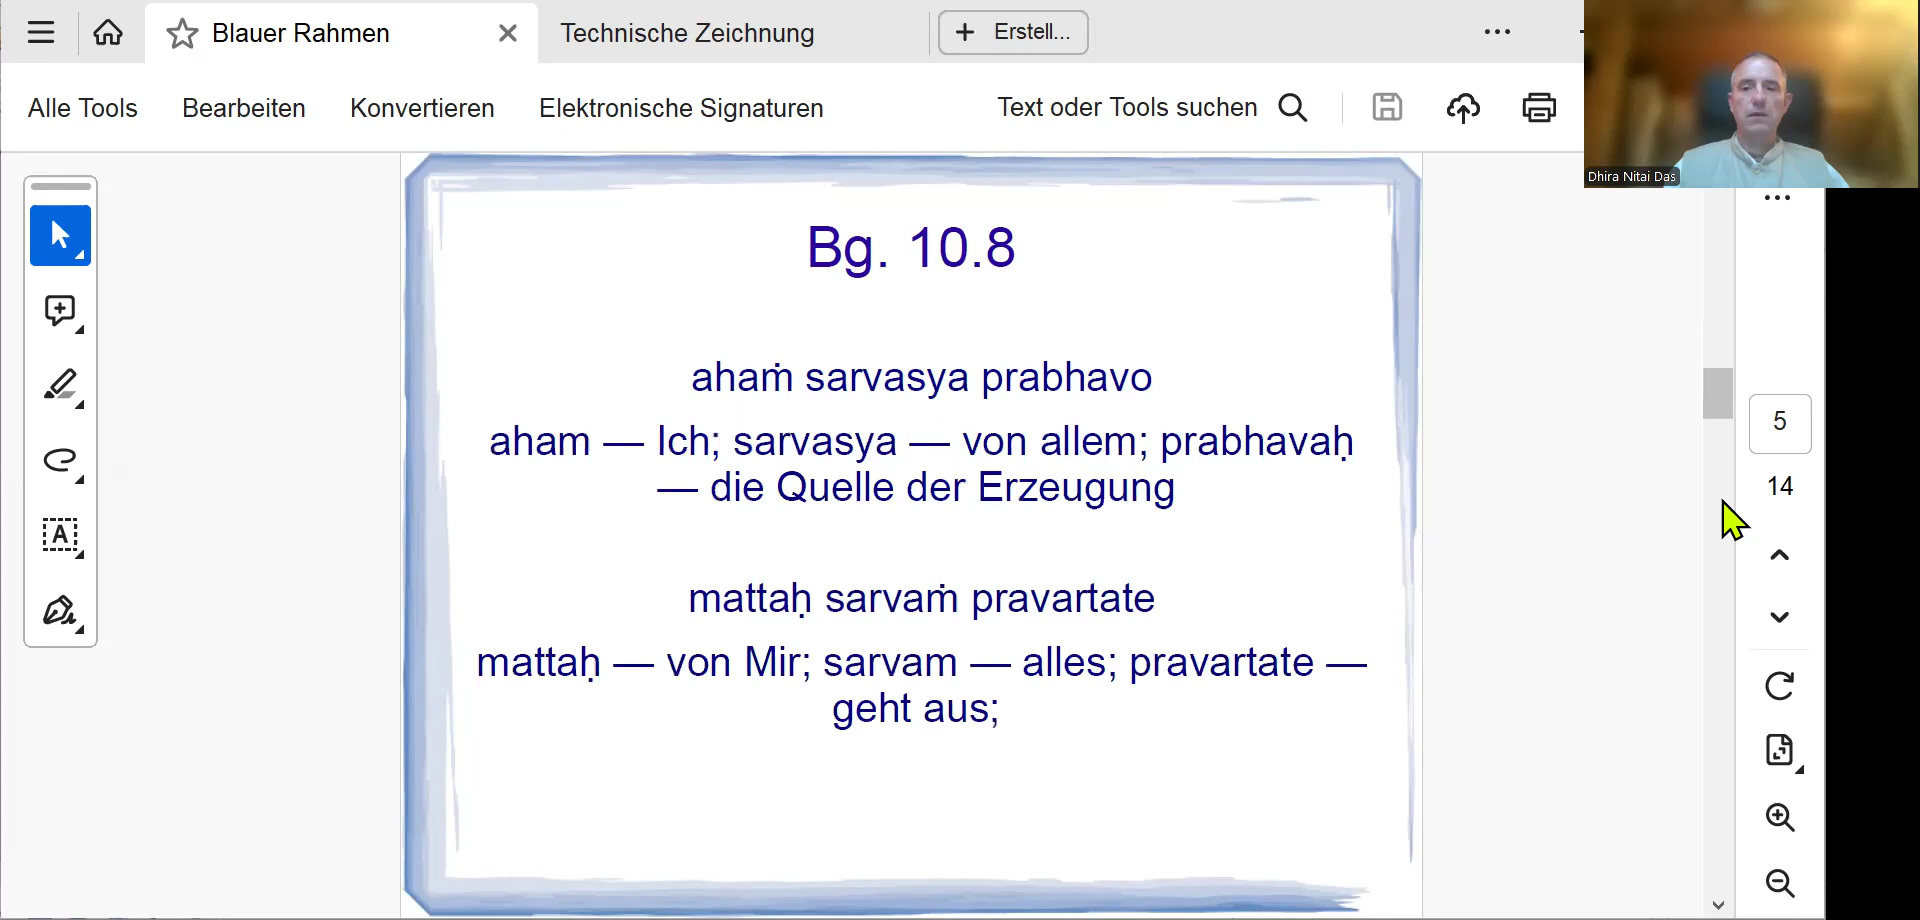 Blauer Rahmen
Technische Zeichnung
Erstell...
Alle Tools
Bearbeiten
Konvertieren
Elektronische Signaturen
Text oder Tools suchen
Dhira Nitai Das
Bg. 10.8
ahaṁ sarvasya prabhavo
aham — Ich; sarvasya — von allem; prabhavaḥ
— die Quelle der Erzeugung
mattaḥ sarvaṁ pravartate
mattaḥ — von Mir; sarvam — alles; pravartate —
geht aus;
5
14